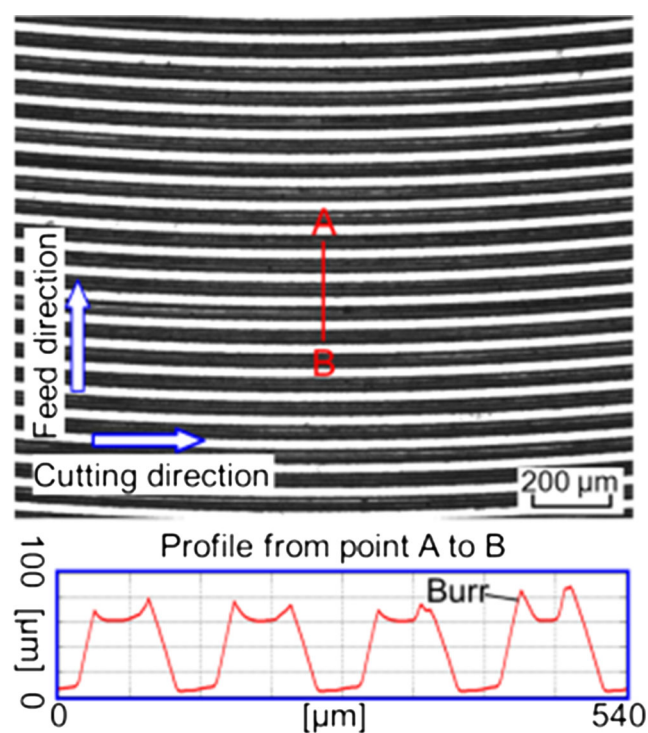 A
B
Feed direction
Cutting direction
200 µm
Profile from point A to B
100
[µm]
0
Burr
0
[µm]
540